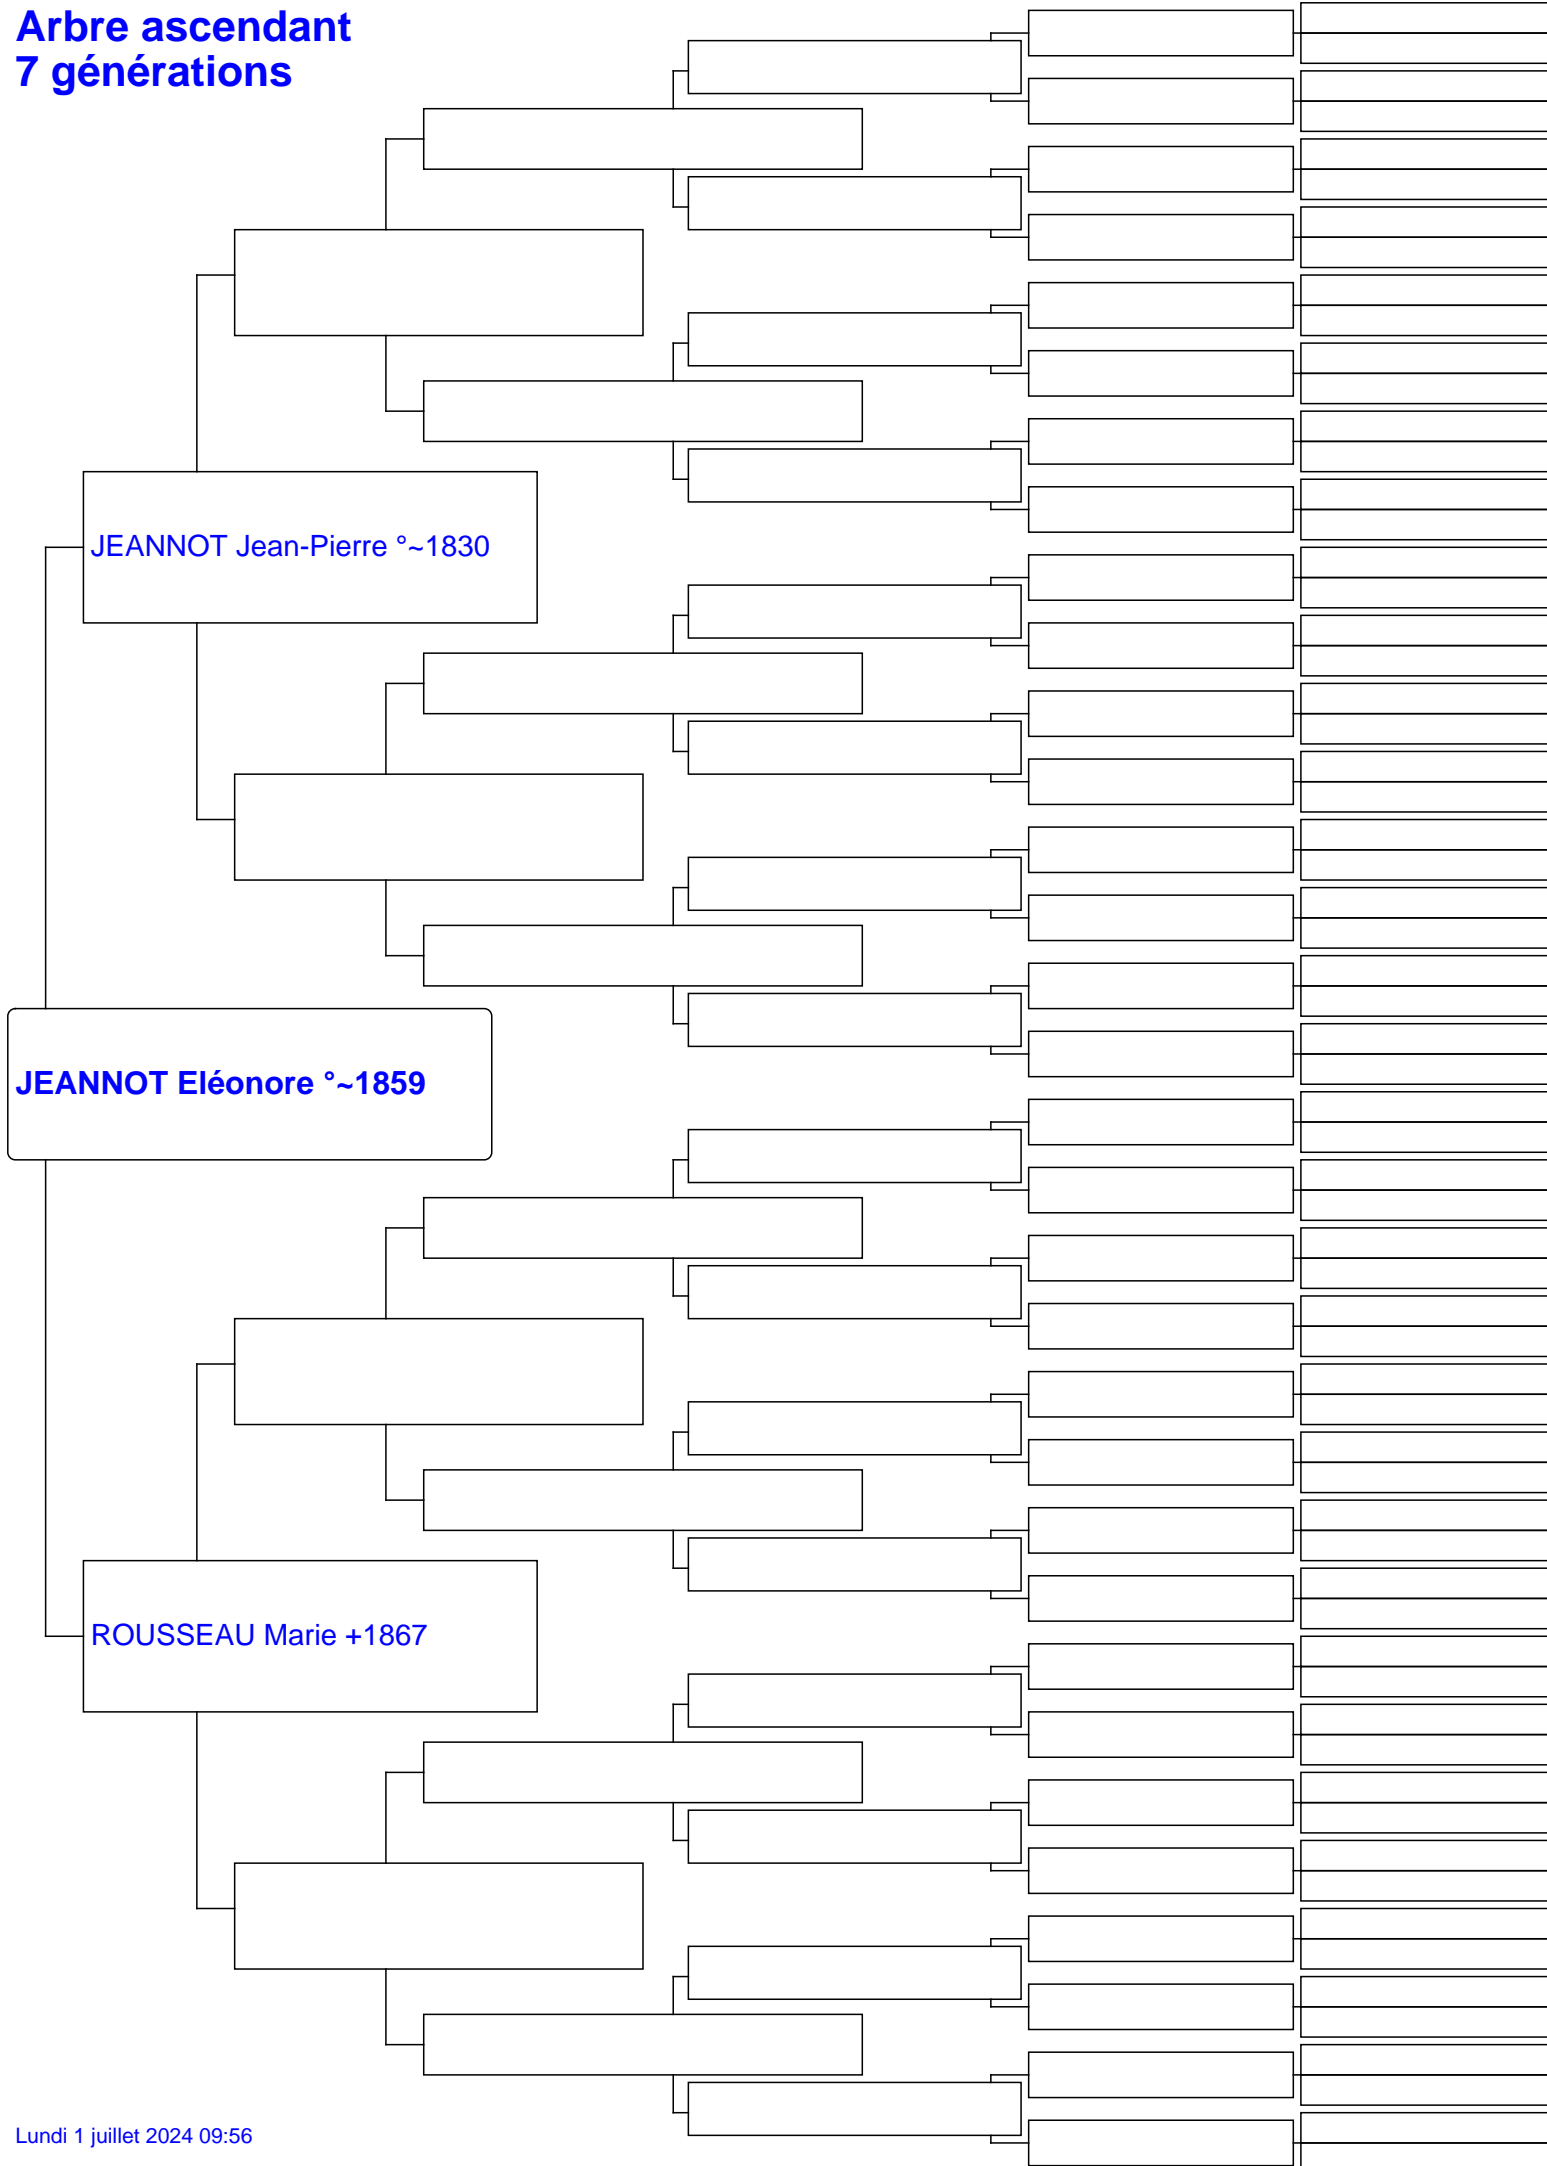 Arbre ascendant
7 générations
JEANNOT Jean-Pierre °~1830
JEANNOT Eléonore °~1859
ROUSSEAU Marie +1867
Lundi 1 juillet 2024 09:56